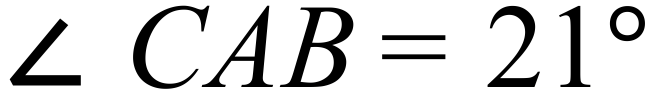 ∠ CAB = 21°